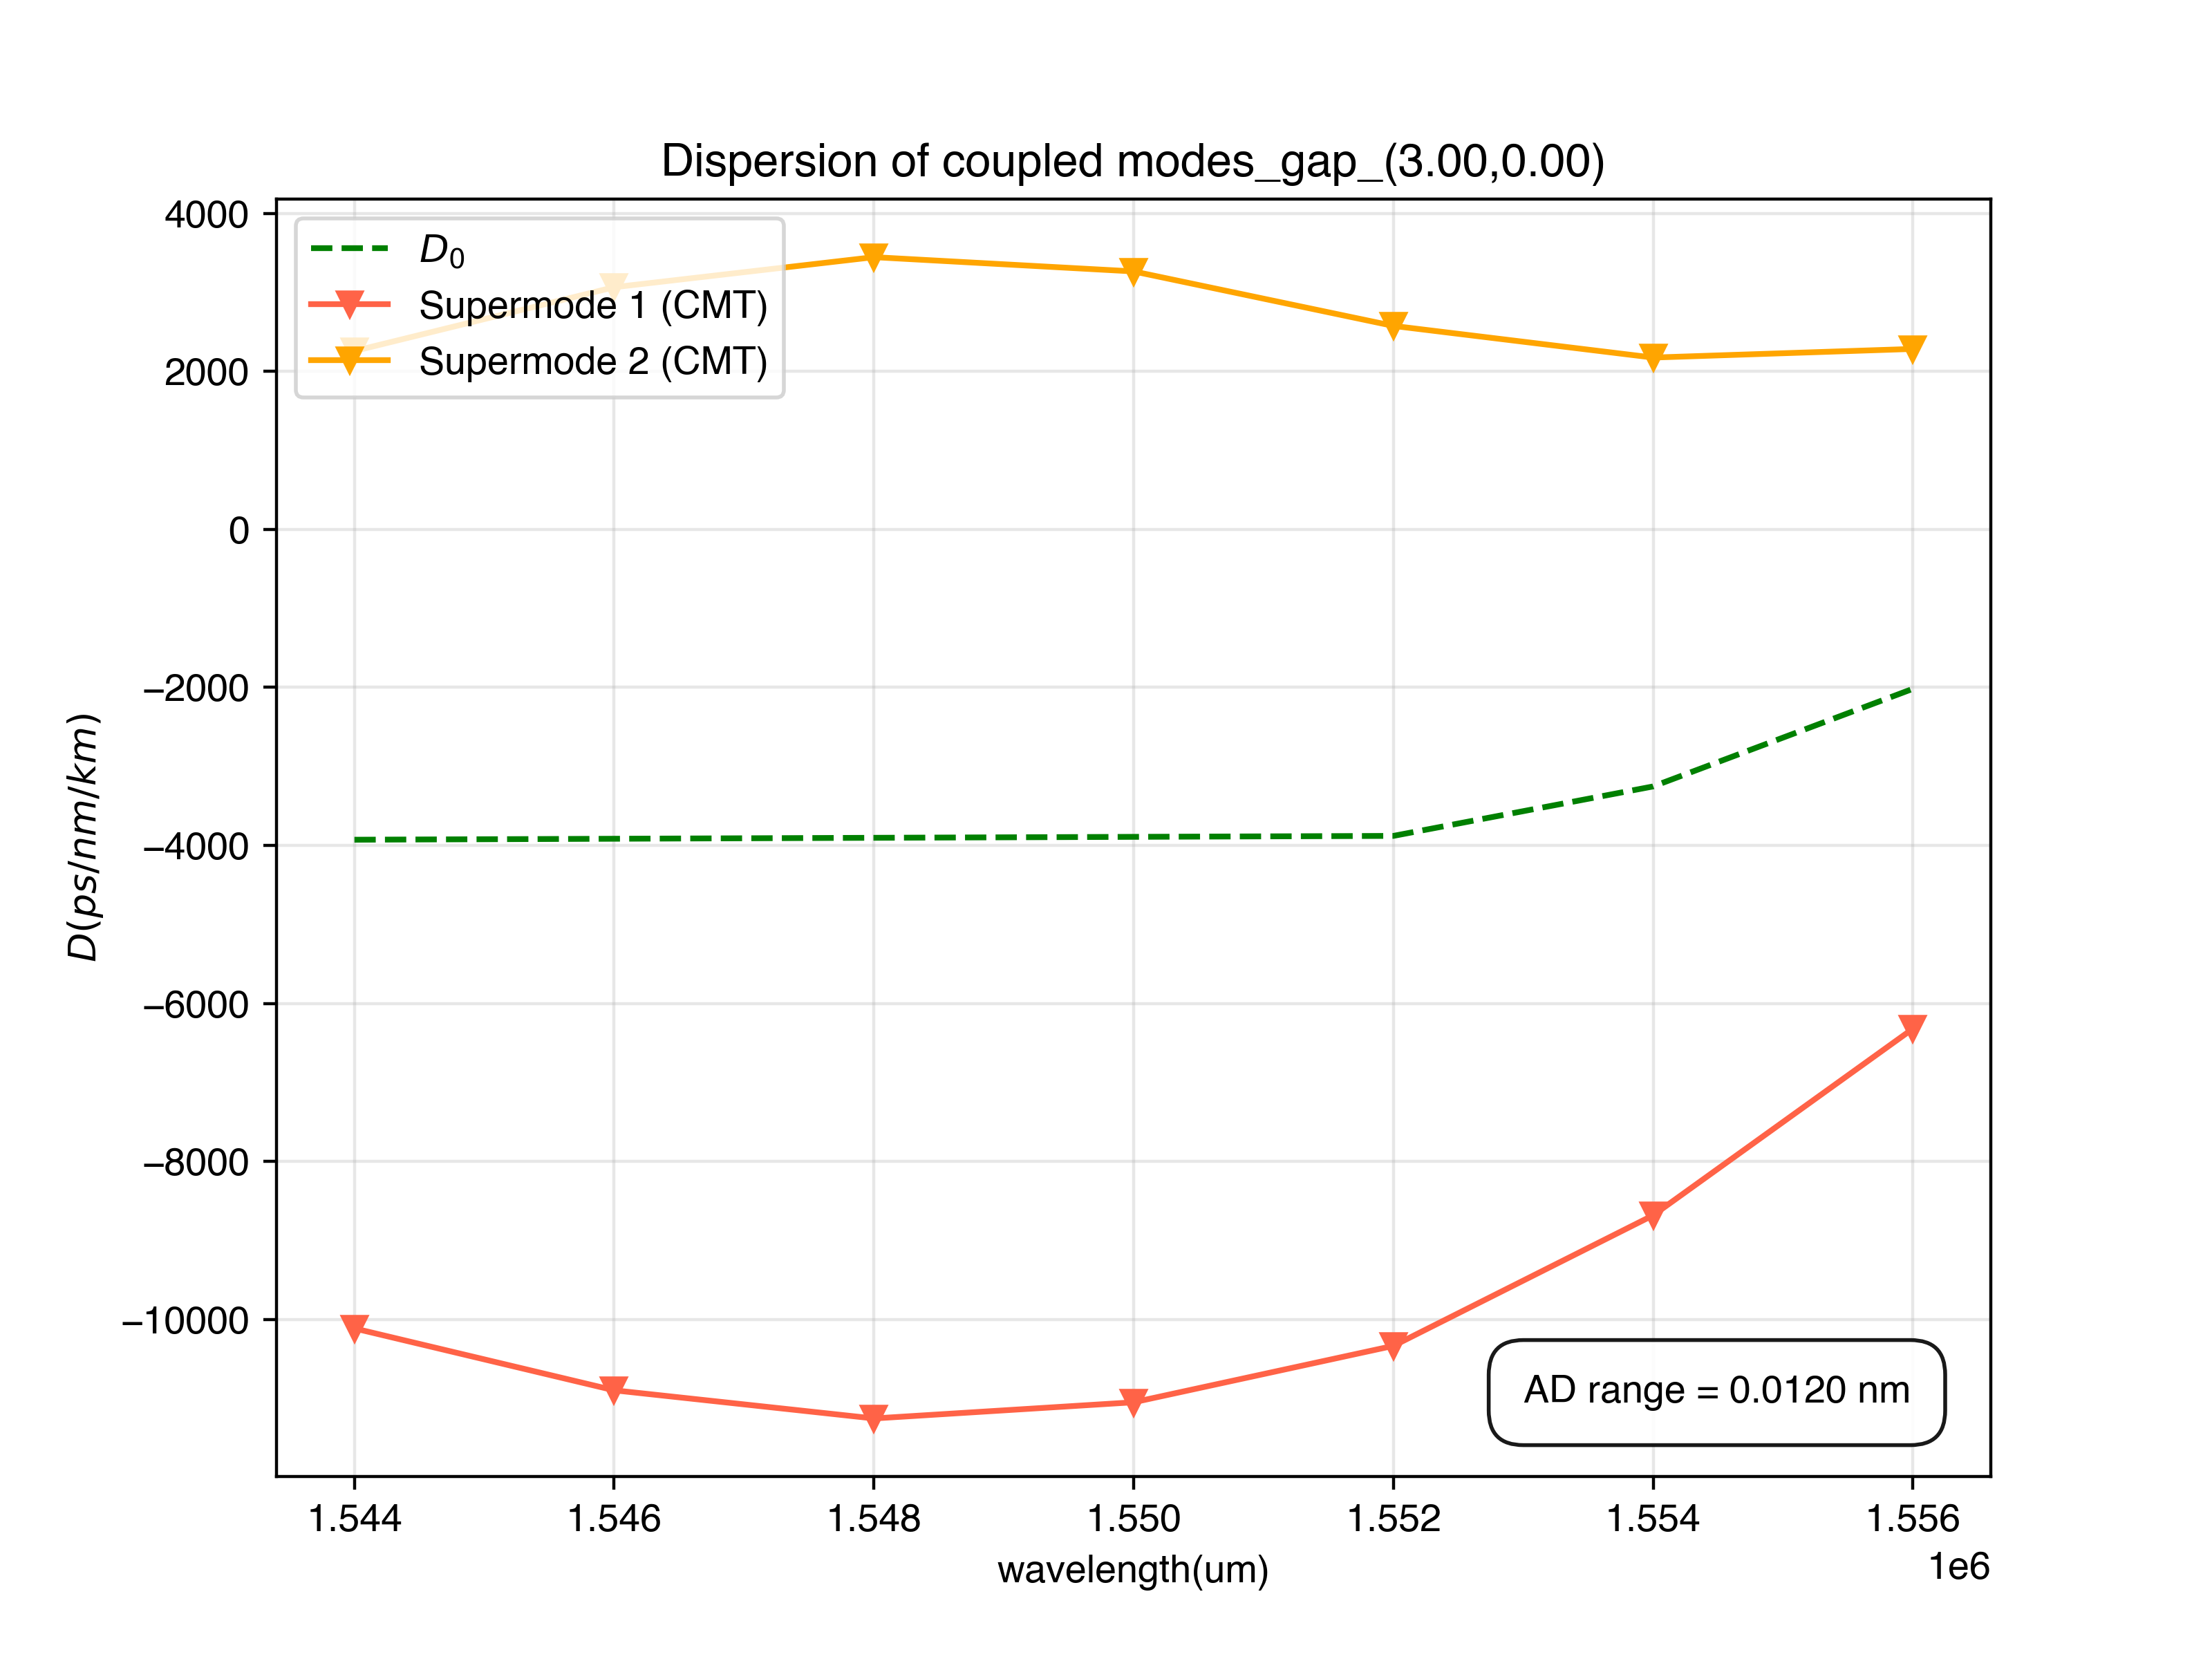 Dispersion of coupled modes_gap_(3.00,0.00)
D₀
Supermode 1 (CMT)
Supermode 2 (CMT)
4000
2000
0
−2000
−4000
−6000
−8000
−10000
D(ps/nm/km)
AD range = 0.0120 nm
1.544 1.546 1.548 1.550 1.552 1.554 1.556
wavelength(um)
1e6